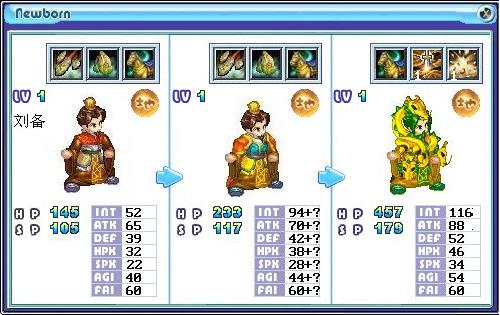 Newborn
LV 1
刘备
HP 145
SP 105
INT 52
ATK 65
DEF 39
HPX 32
SPX 22
AGI 40
FAI 60
LV 1
HP 233
SP 117
INT 94+?
ATK 70+?
DEF 42+?
HPX 38+?
SPX 28+?
AGI 44+?
FAI 60+?
LV 1
1
1
HP 457
SP 179
INT 116
ATK 88
DEF 52
HPX 46
SPX 34
AGI 54
FAI 60